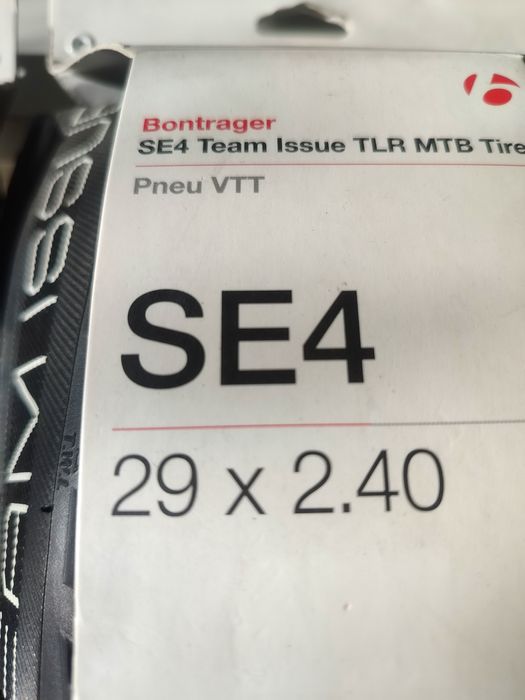 Bontrager
SE4 Team Issue TLR MTB Tire
Pneu VTT
SE4
29 x 2.40